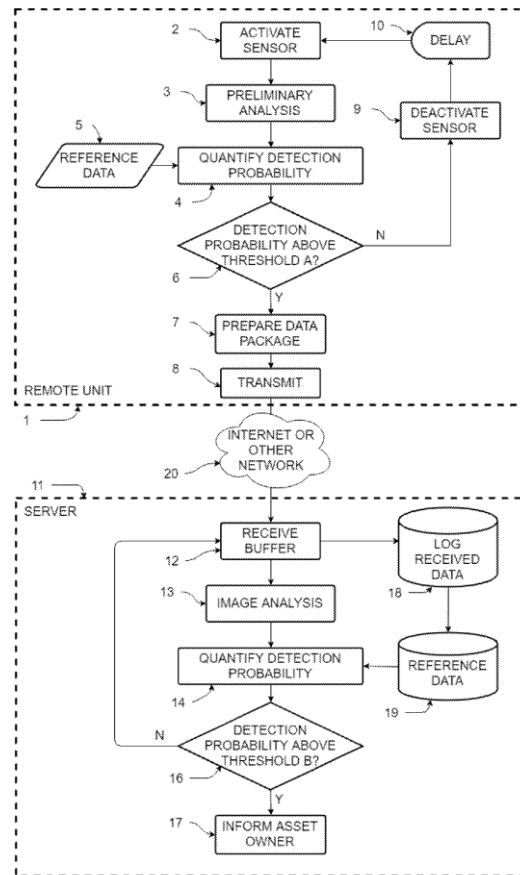 2
ACTIVATE
SENSOR
10
DELAY
3
PRELIMINARY
ANALYSIS
9
DEACTIVATE
SENSOR
5
REFERENCE
DATA
QUANTIFY DETECTION
PROBABILITY
4
DETECTION
PROBABILITY ABOVE
THRESHOLD A?
N
6
Y
7
PREPARE DATA
PACKAGE
8
TRANSMIT
REMOTE UNIT
1
INTERNET OR
OTHER
NETWORK
20
11
SERVER
RECEIVE
BUFFER
12
LOG
RECEIVED
DATA
18
13
IMAGE ANALYSIS
QUANTIFY DETECTION
PROBABILITY
14
REFERENCE
DATA
19
N
DETECTION
PROBABILITY ABOVE
THRESHOLD B?
16
Y
17
INFORM ASSET
OWNER